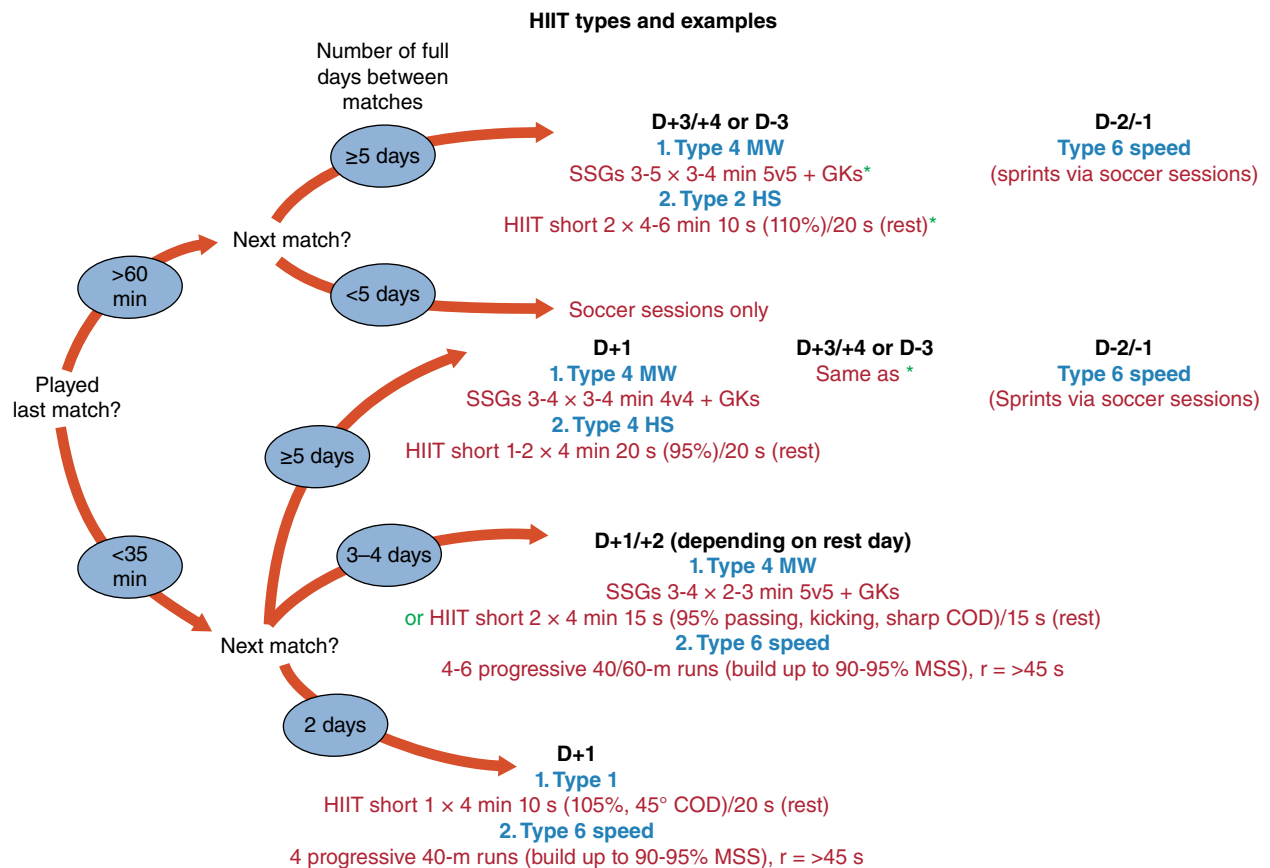 HIIT types and examples
Number of full
days between
matches
≥5 days
D+3/+4 or D-3
1. Type 4 MW
SSGs 3-5 × 3-4 min 5v5 + GKs*
2. Type 2 HS
HIIT short 2 × 4-6 min 10 s (110%)/20 s (rest)*
D-2/-1
Type 6 speed
(sprints via soccer sessions)
Next match?
>60
min
<5 days
Soccer sessions only
Played
last match?
≥5 days
D+1
1. Type 4 MW
SSGs 3-4 × 3-4 min 4v4 + GKs
2. Type 4 HS
HIIT short 1-2 × 4 min 20 s (95%)/20 s (rest)
D+3/+4 or D-3
Same as *
D-2/-1
Type 6 speed
(Sprints via soccer sessions)
<35
min
Next match?
3–4 days
D+1/+2 (depending on rest day)
1. Type 4 MW
SSGs 3-4 × 2-3 min 5v5 + GKs
or HIIT short 2 × 4 min 15 s (95% passing, kicking, sharp COD)/15 s (rest)
2. Type 6 speed
4-6 progressive 40/60-m runs (build up to 90-95% MSS), r = >45 s
2 days
D+1
1. Type 1
HIIT short 1 × 4 min 10 s (105%, 45° COD)/20 s (rest)
2. Type 6 speed
4 progressive 40-m runs (build up to 90-95% MSS), r = >45 s